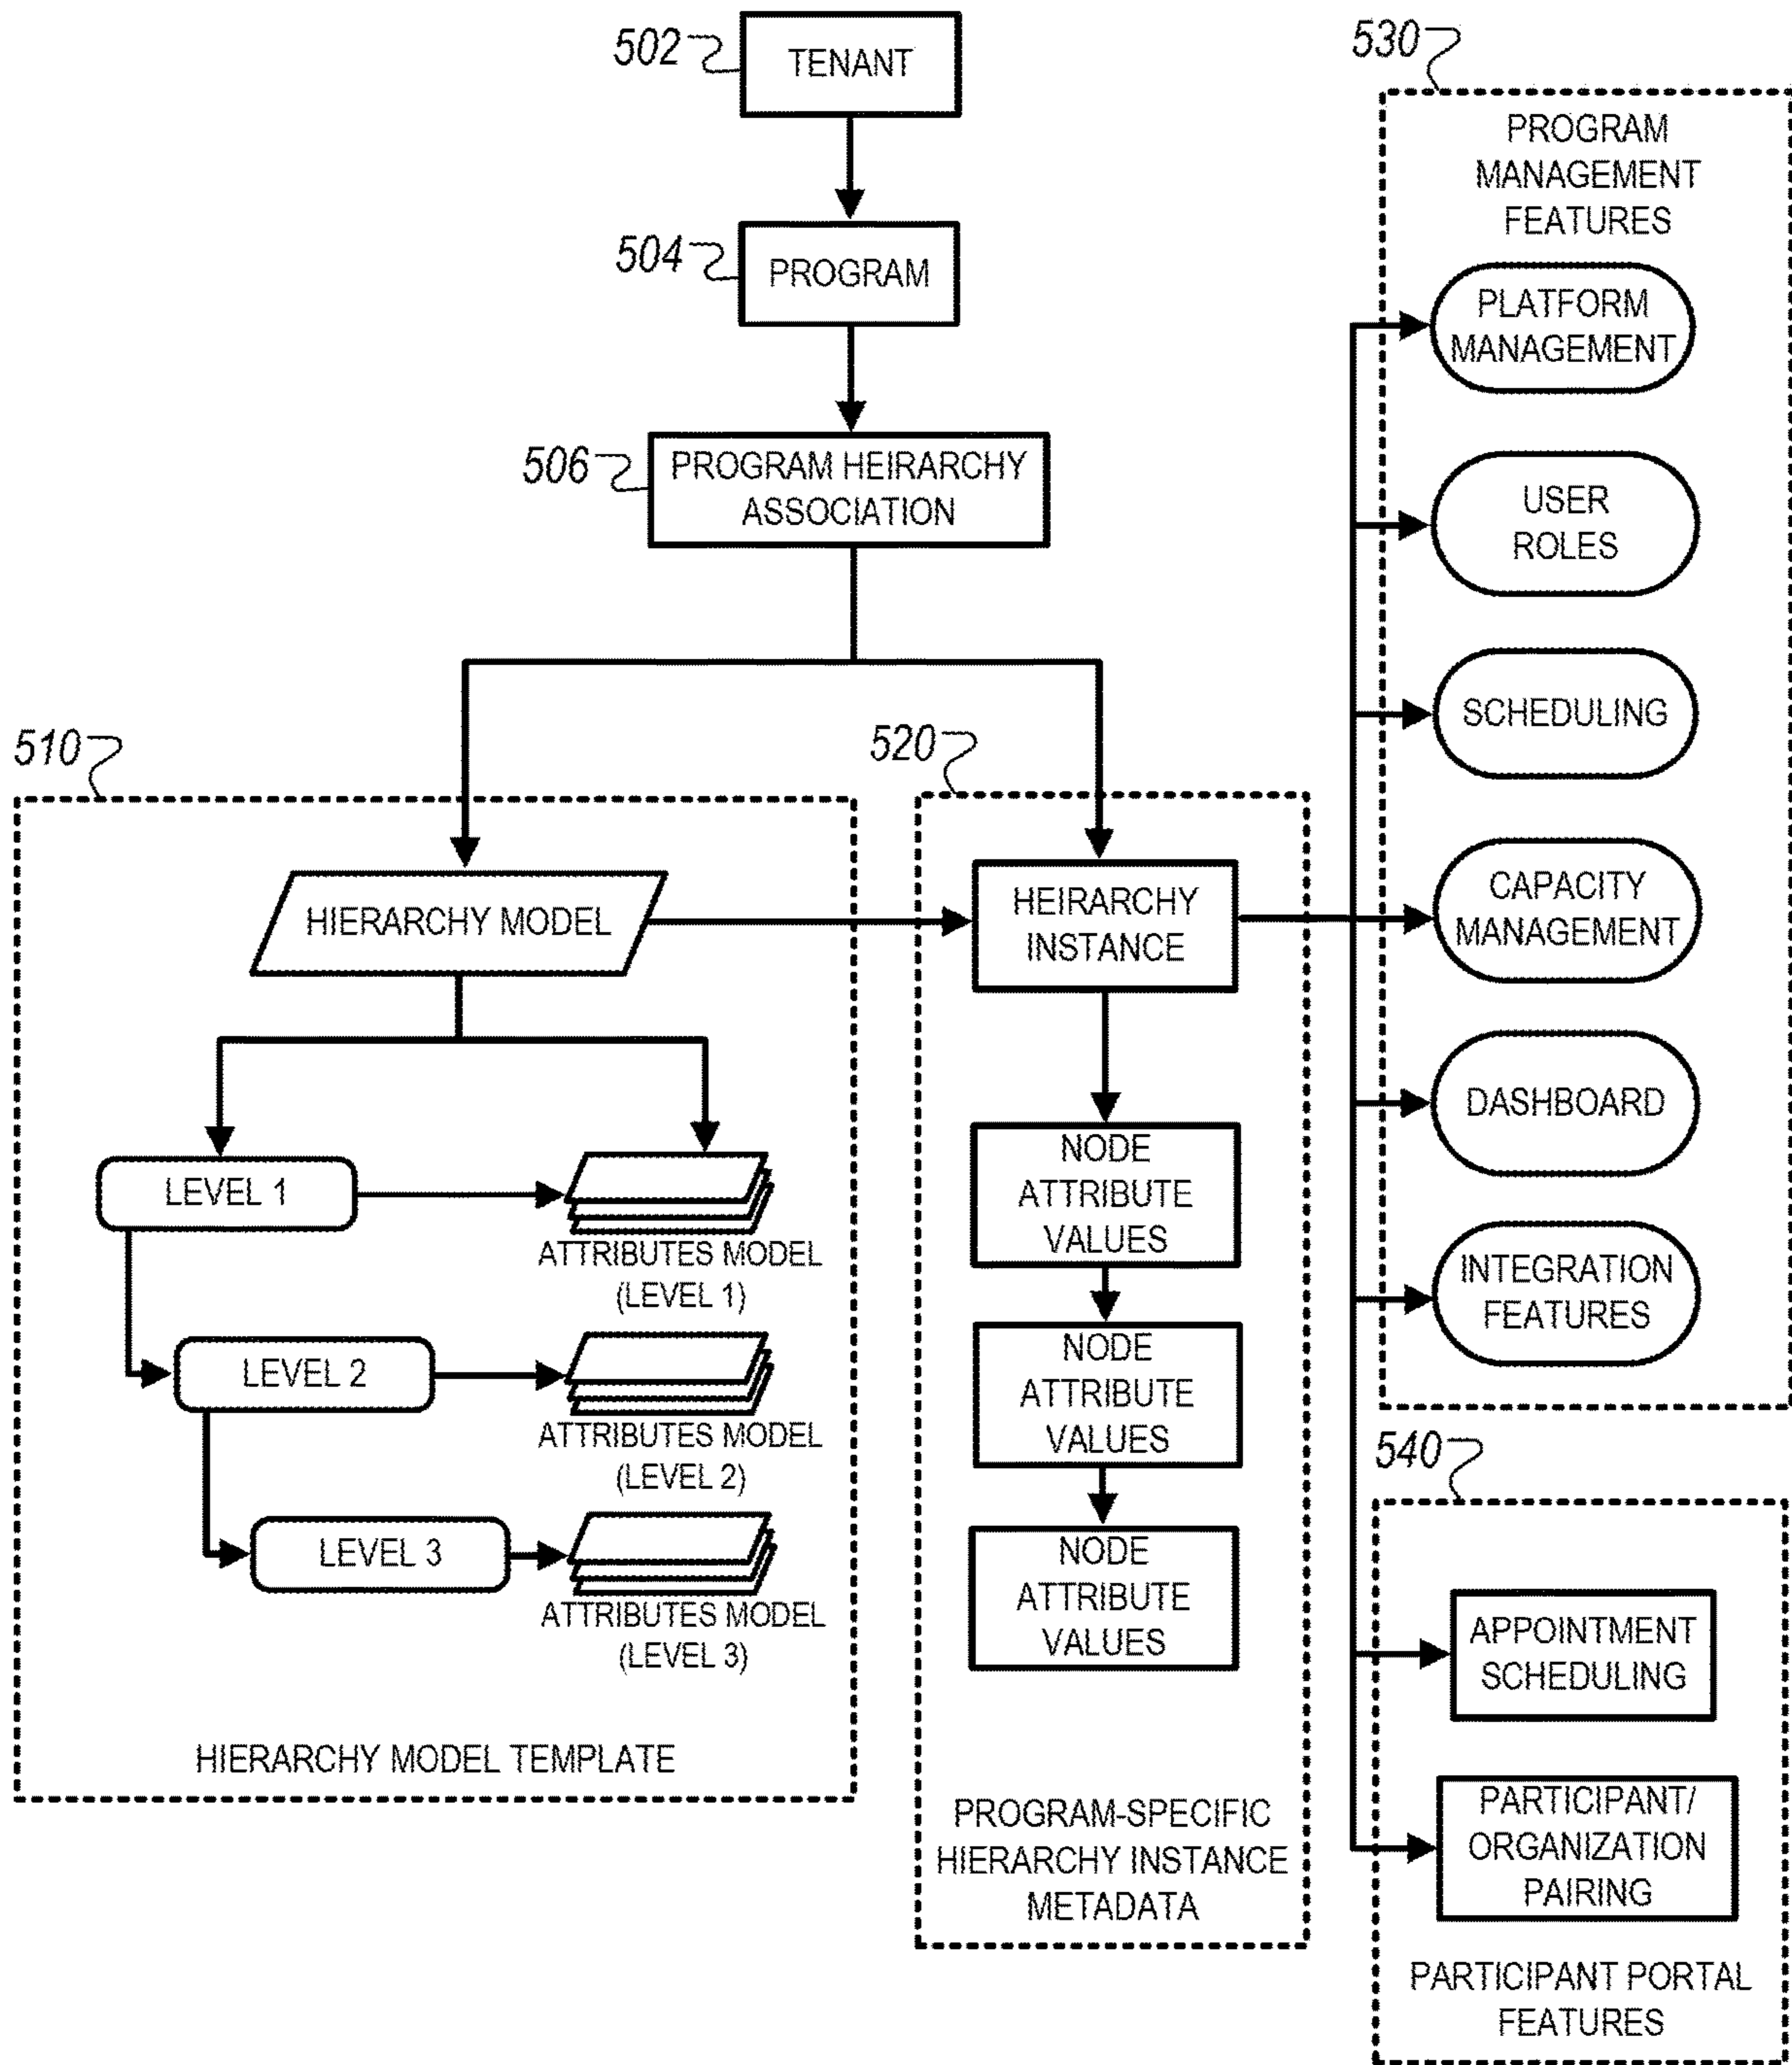 502
TENANT
504
PROGRAM
506
PROGRAM HEIRARCHY
ASSOCIATION
510
HIERARCHY MODEL
LEVEL 1
ATTRIBUTES MODEL
(LEVEL 1)
LEVEL 2
ATTRIBUTES MODEL
(LEVEL 2)
LEVEL 3
ATTRIBUTES MODEL
(LEVEL 3)
HIERARCHY MODEL TEMPLATE
520
HEIRARCHY
INSTANCE
NODE
ATTRIBUTE
VALUES
NODE
ATTRIBUTE
VALUES
NODE
ATTRIBUTE
VALUES
PROGRAM-SPECIFIC
HIERARCHY INSTANCE
METADATA
530
PROGRAM
MANAGEMENT
FEATURES
PLATFORM
MANAGEMENT
USER
ROLES
SCHEDULING
CAPACITY
MANAGEMENT
DASHBOARD
INTEGRATION
FEATURES
540
APPOINTMENT
SCHEDULING
PARTICIPANT/
ORGANIZATION
PAIRING
PARTICIPANT PORTAL
FEATURES